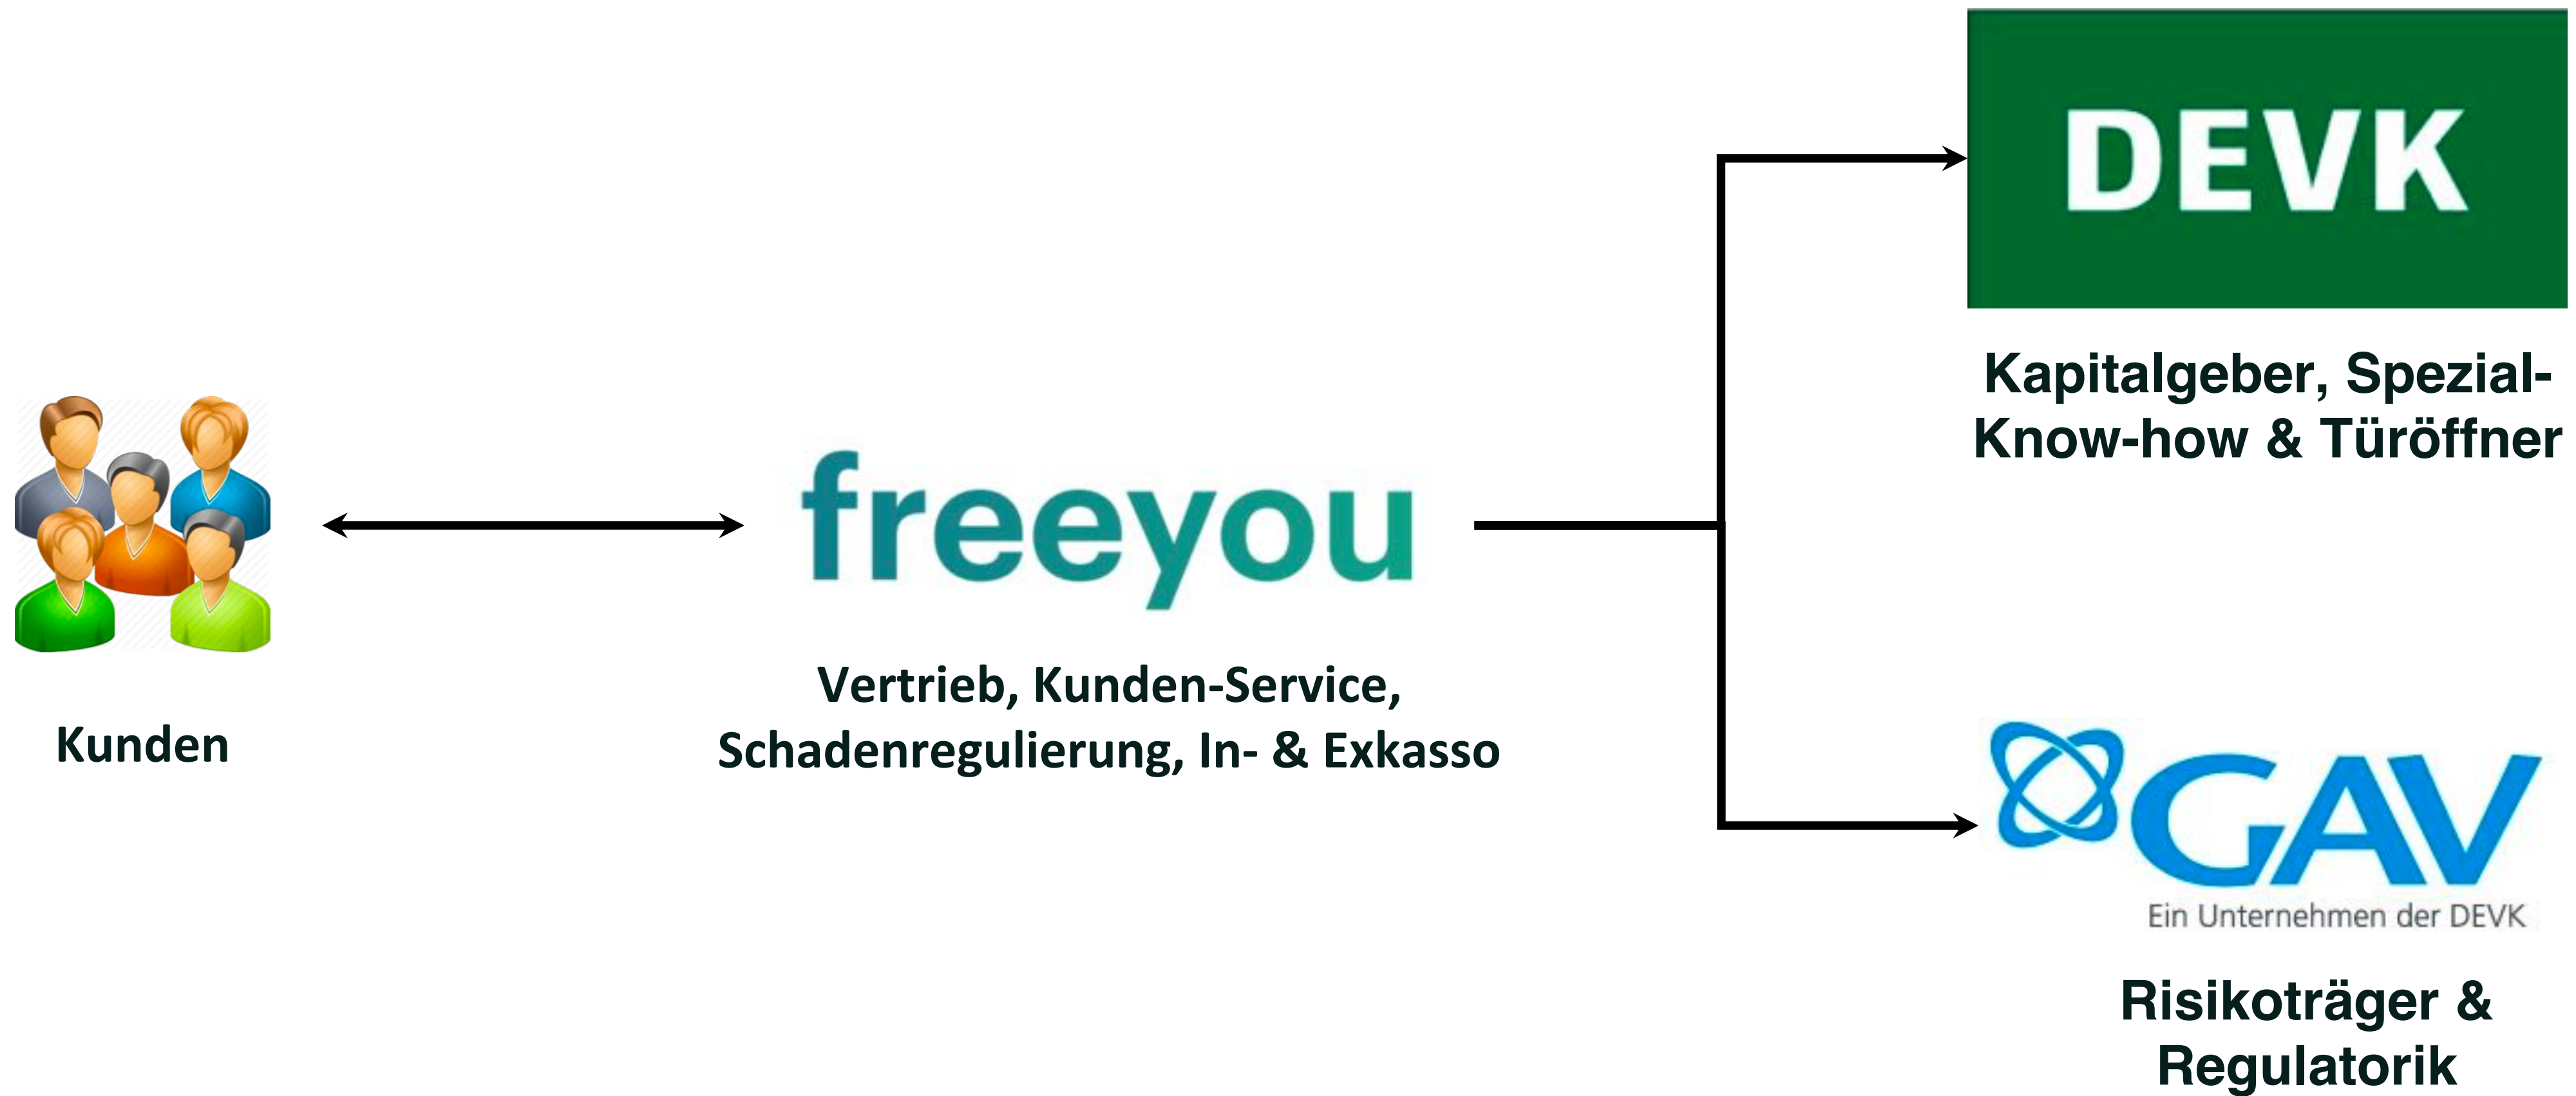 DEVK
Kapitalgeber, Spezial-
Know-how & Türöffner
freeyou
Vertrieb, Kunden-Service,
Schadenregulierung, In- & Exkasso
Kunden
GAV
Ein Unternehmen der DEVK
Risikoträger &
Regulatorik